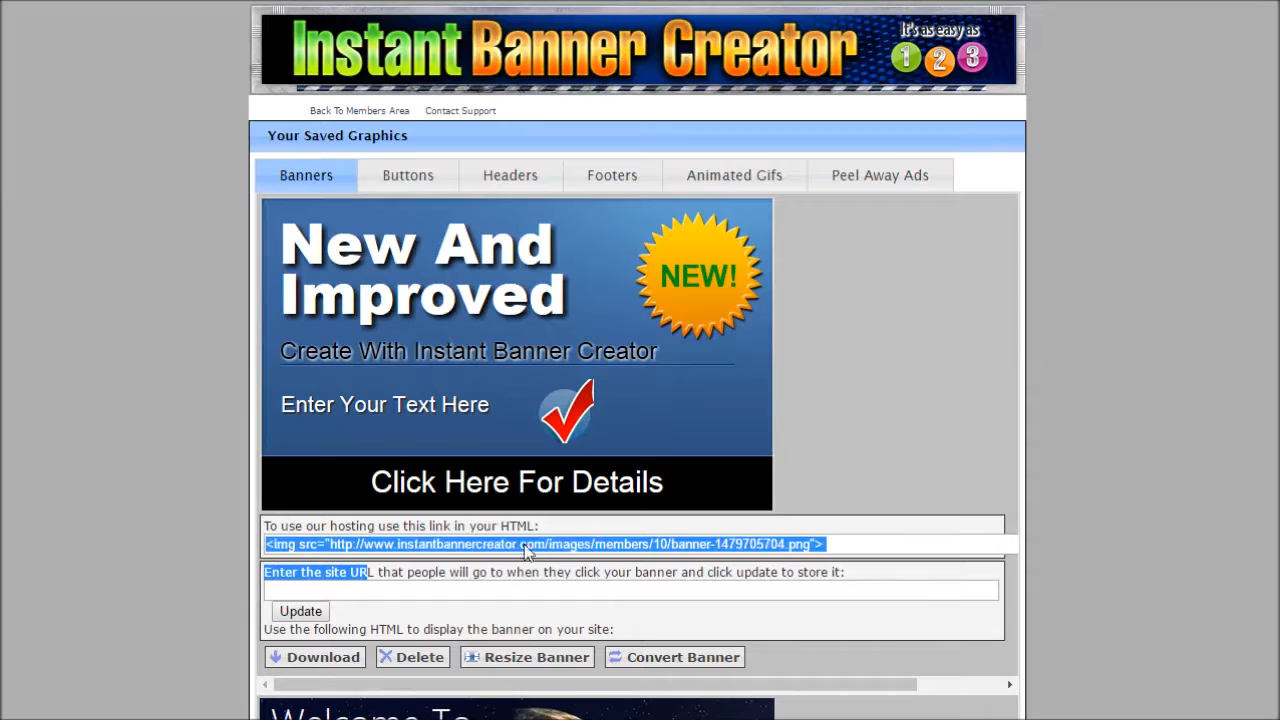 Instant Banner Creator
It's as easy as
1 2 3
Back To Members Area Contact Support
Your Saved Graphics
Banners Buttons Headers Footers Animated Gifs Peel Away Ads
New And
Improved
NEW!
Create With Instant Banner Creator
Enter Your Text Here
Click Here For Details
To use our hosting use this link in your HTML:
<img src="http://www.instantbannercreator.com/images/members/10/banner-1479705704.png">
Enter the site URL that people will go to when they click your banner and click update to store it:
Update
Use the following HTML to display the banner on your site:
Download Delete Resize Banner Convert Banner
Welcome To